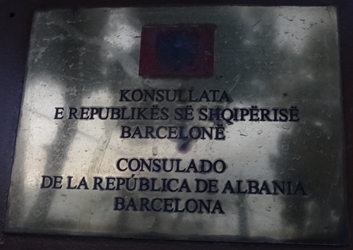 KONSULLATA
E REPUBLIKËS SË SHQIPËRISË
BARCELONË
CONSULADO
DE LA REPÚBLICA DE ALBANIA
BARCELONA